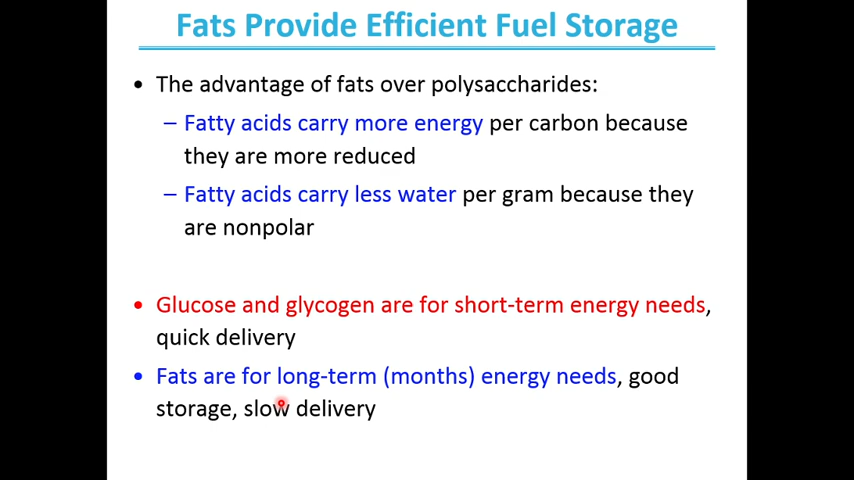 Fats Provide Efficient Fuel Storage
• The advantage of fats over polysaccharides:
– Fatty acids carry more energy per carbon because
they are more reduced
– Fatty acids carry less water per gram because they
are nonpolar
• Glucose and glycogen are for short-term energy needs,
quick delivery
• Fats are for long-term (months) energy needs, good
storage, slow delivery